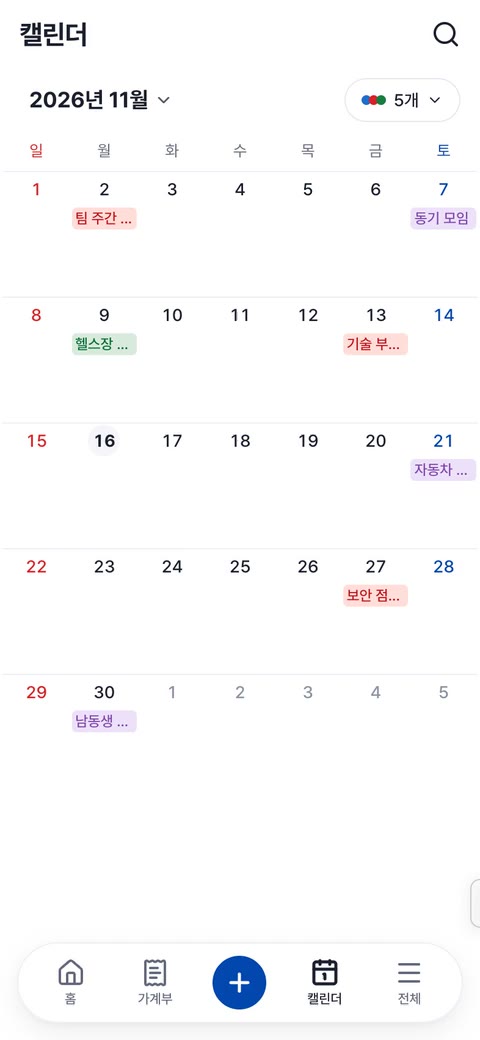 캘린더
2026년 11월 5개
일 월 화 수 목 금 토
1 2 3 4 5 6 7
팀 주간 ... 동기 모임
8 9 10 11 12 13 14
헬스장 ... 기술 부...
15 16 17 18 19 20 21
자동차 ...
22 23 24 25 26 27 28
보안 점...
29 30 1 2 3 4 5
남동생 ...
홈 가계부 캘린더 전체